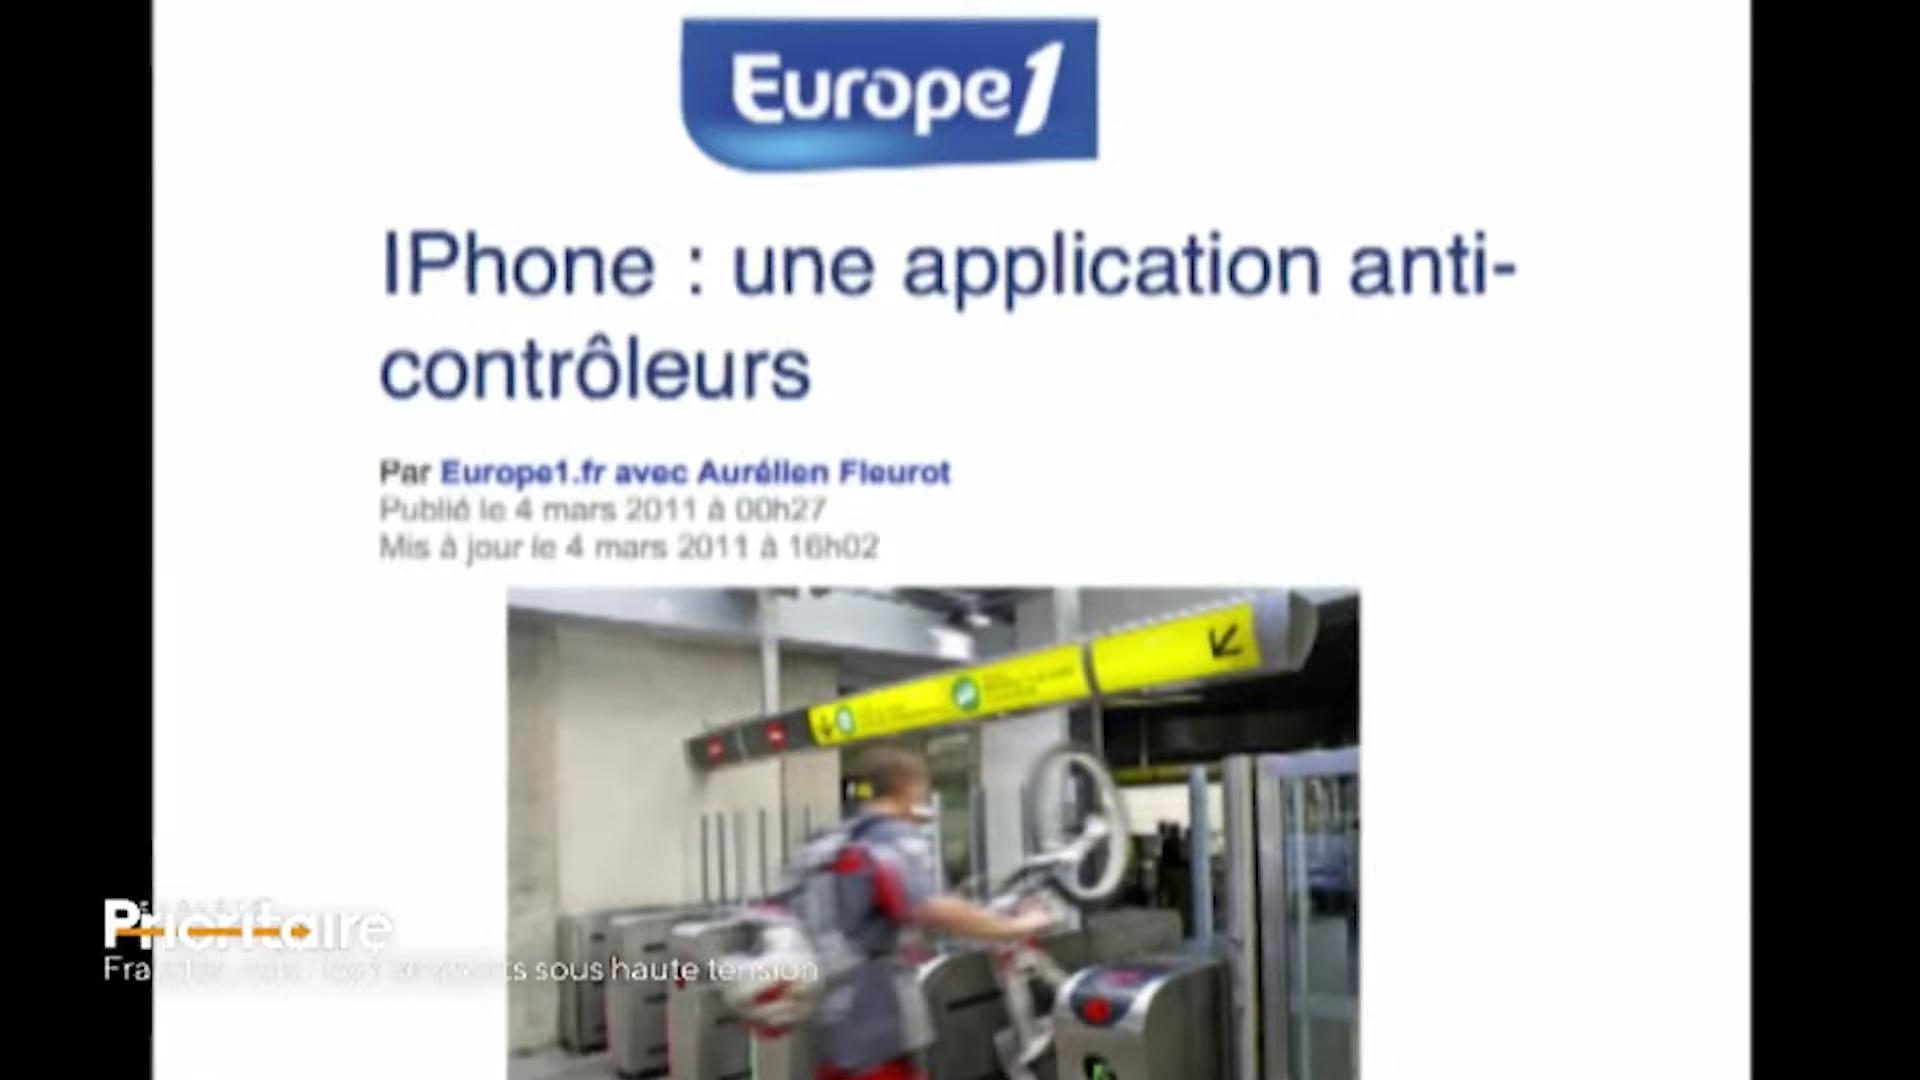 Europe1
IPhone : une application anti-
contrôleurs
Par Europe1.fr avec Aurélien Fleurot
Publié le 4 mars 2011 à 00h27
Mis à jour le 4 mars 2011 à 16h02
Prioritaire
sous haute tension